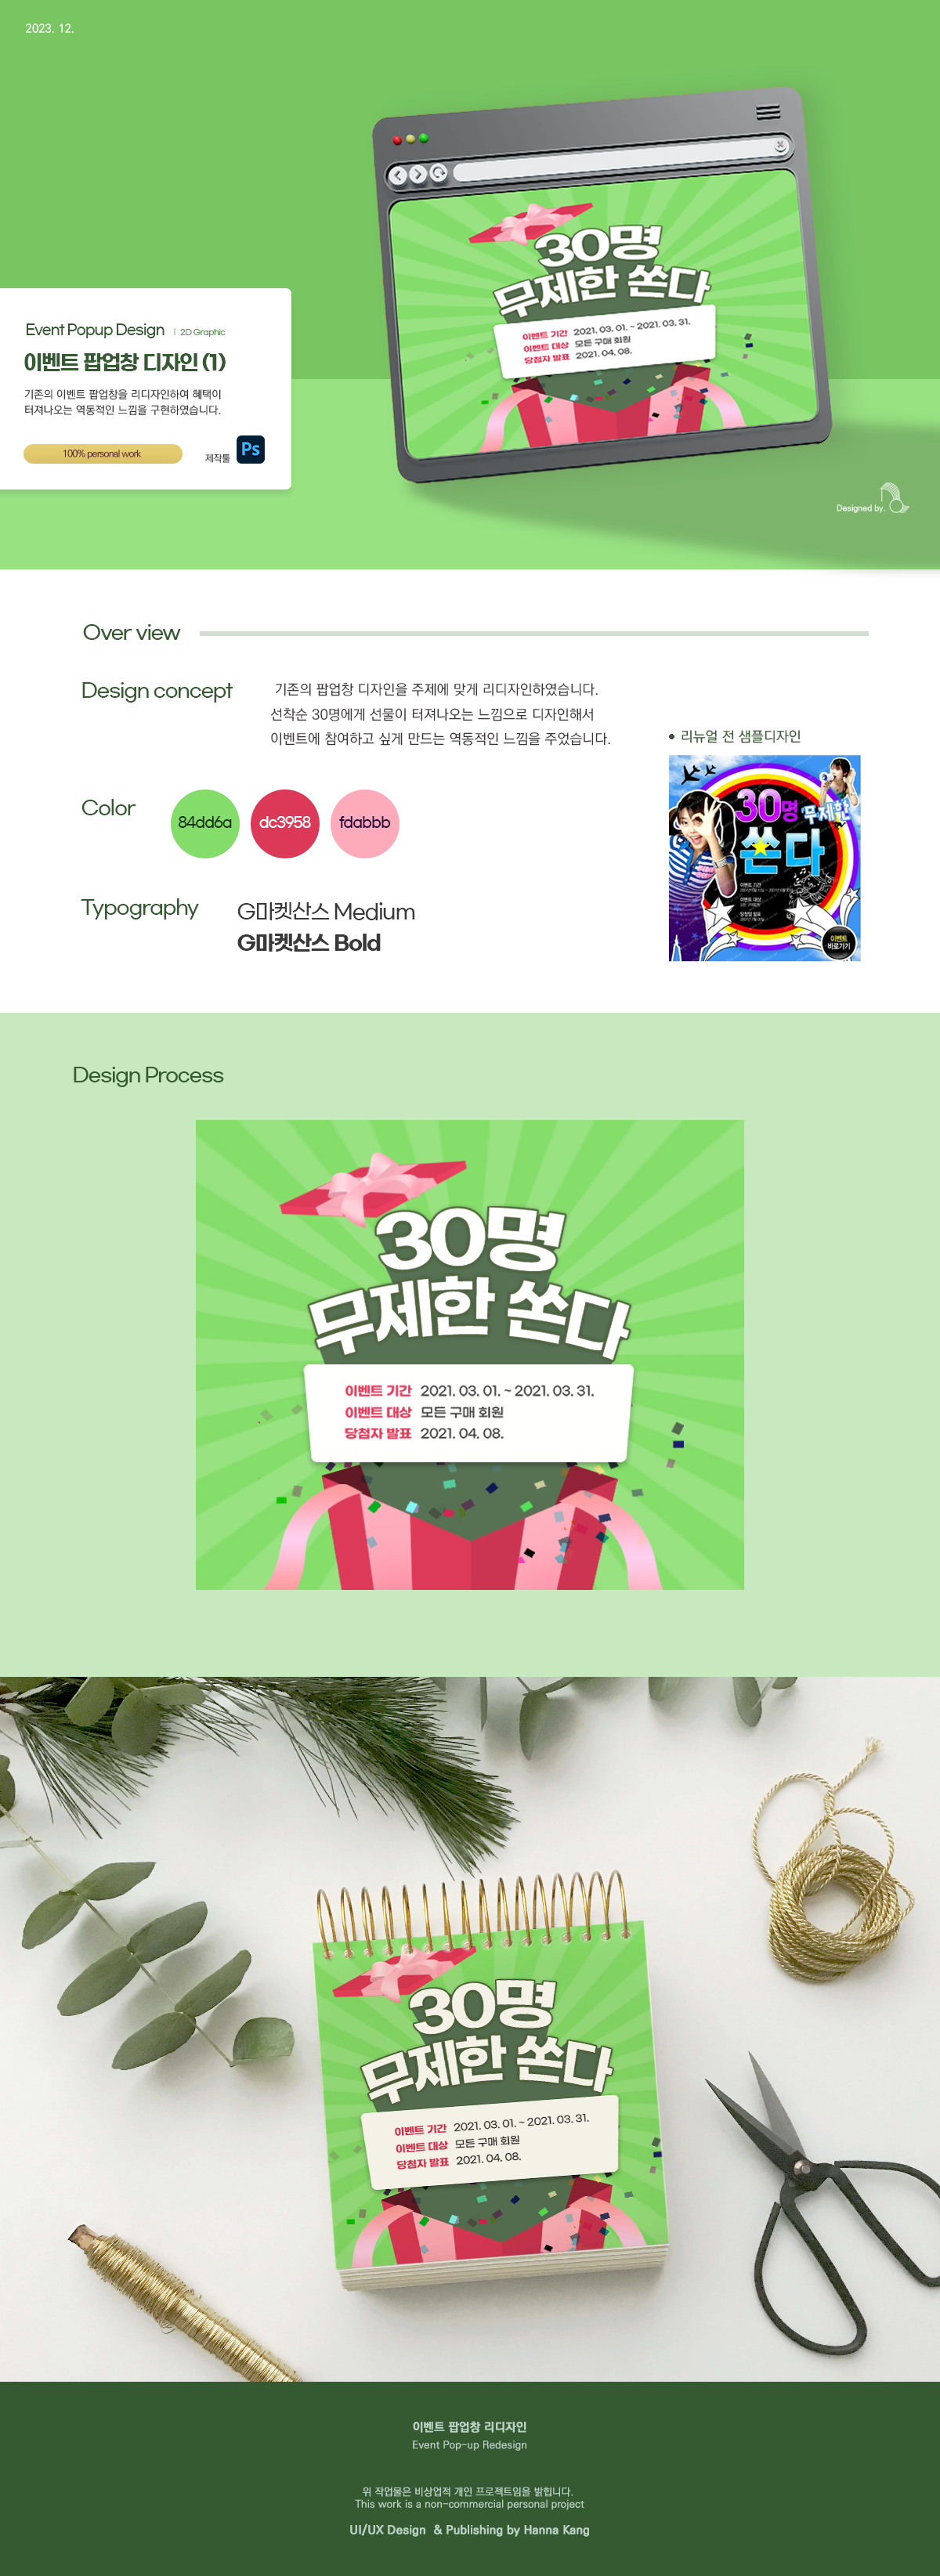 2023. 12.
30명
무제한 쏜다
이벤트 기간 2021. 03. 01. ~ 2021. 03. 31.
이벤트 대상 모든 구매 회원
당첨자 발표 2021. 04. 08.
Event Popup Design | 2D Graphic
이벤트 팝업창 디자인 (1)
기존의 이벤트 팝업창을 리디자인하여 혜택이
터져나오는 역동적인 느낌을 구현하였습니다.
100% personal work
제작툴 Ps
Designed by.
Over view
Design concept
기존의 팝업창 디자인을 주제에 맞게 리디자인하였습니다.
선착순 30명에게 선물이 터져나오는 느낌으로 디자인해서
이벤트에 참여하고 싶게 만드는 역동적인 느낌을 주었습니다.
• 리뉴얼 전 샘플디자인
30명 무제한
쏜다
이벤트 기간
이벤트 대상
당첨자 발표
이벤트
바로가기
Color
84dd6a dc3958 fdabbb
Typography
G마켓산스 Medium
G마켓산스 Bold
Design Process
30명
무제한 쏜다
이벤트 기간 2021. 03. 01. ~ 2021. 03. 31.
이벤트 대상 모든 구매 회원
당첨자 발표 2021. 04. 08.
30명
무제한 쏜다
이벤트 기간 2021. 03. 01. ~ 2021. 03. 31.
이벤트 대상 모든 구매 회원
당첨자 발표 2021. 04. 08.
이벤트 팝업창 리디자인
Event Pop-up Redesign
위 작업물은 비상업적 개인 프로젝트임을 밝힙니다.
This work is a non-commercial personal project
UI/UX Design & Publishing by Hanna Kang